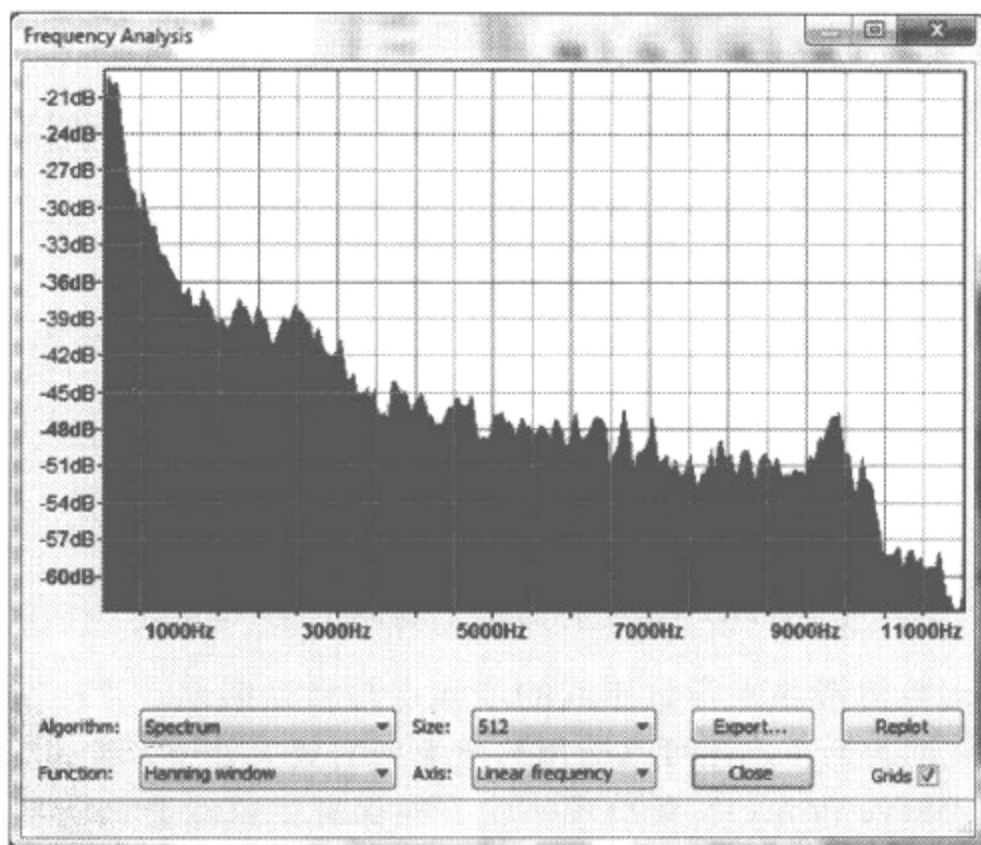 Frequency Analysis
-21dB
-24dB
-27dB
-30dB
-33dB
-36dB
-39dB
-42dB
-45dB
-48dB
-51dB
-54dB
-57dB
-60dB
1000Hz 3000Hz 5000Hz 7000Hz 9000Hz 11000Hz
Algorithm: Spectrum Size: 512 Export... Replot
Function: Hanning window Axis: Linear frequency Close Grids